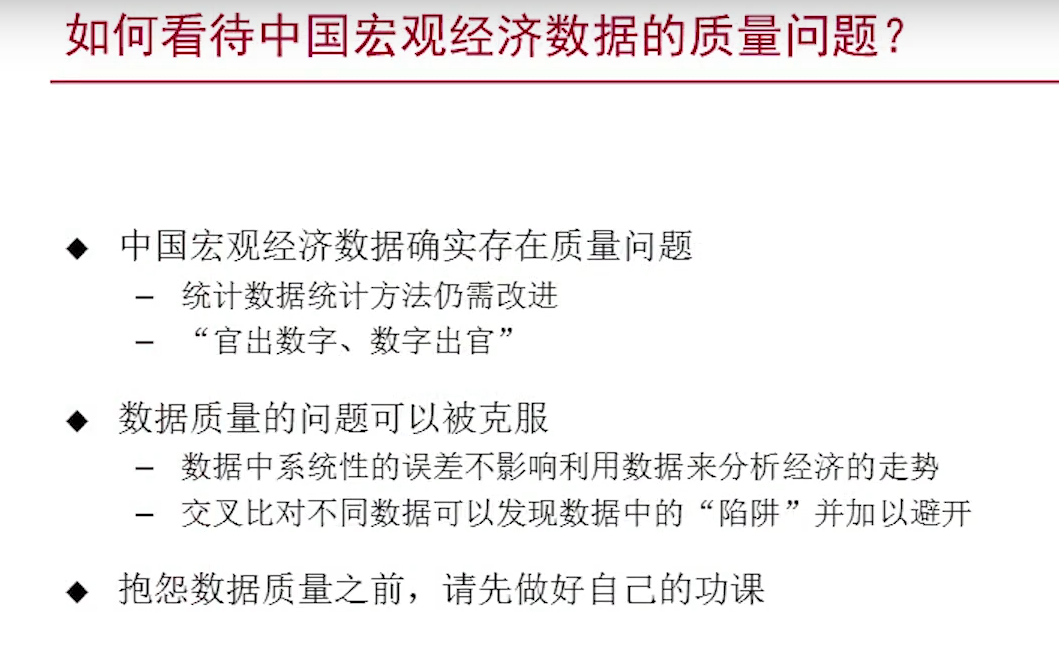 如何看待中国宏观经济数据的质量问题？
◆ 中国宏观经济数据确实存在质量问题
– 统计数据统计方法仍需改进
– “官出数字、数字出官”
◆ 数据质量的问题可以被克服
– 数据中系统性的误差不影响利用数据来分析经济的走势
– 交叉比对不同数据可以发现数据中的“陷阱”并加以避开
◆ 抱怨数据质量之前，请先做好自己的功课